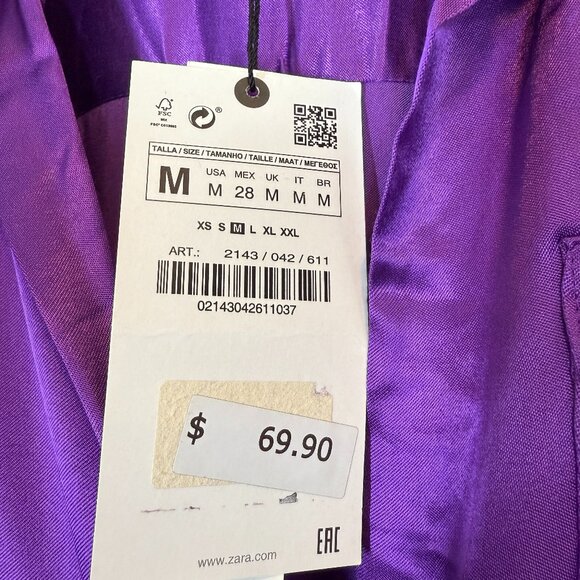 FSC
MIX
®
TALLA / SIZE / TAMANHO / TAILLE / MAAT / ΜΕΓΕΘΟΣ
M
USA MEX UK IT BR
M 28 M M M
XS S M L XL XXL
ART.: 2143 / 042 / 611
02143042611037
$ 69.90
EAC
www.zara.com